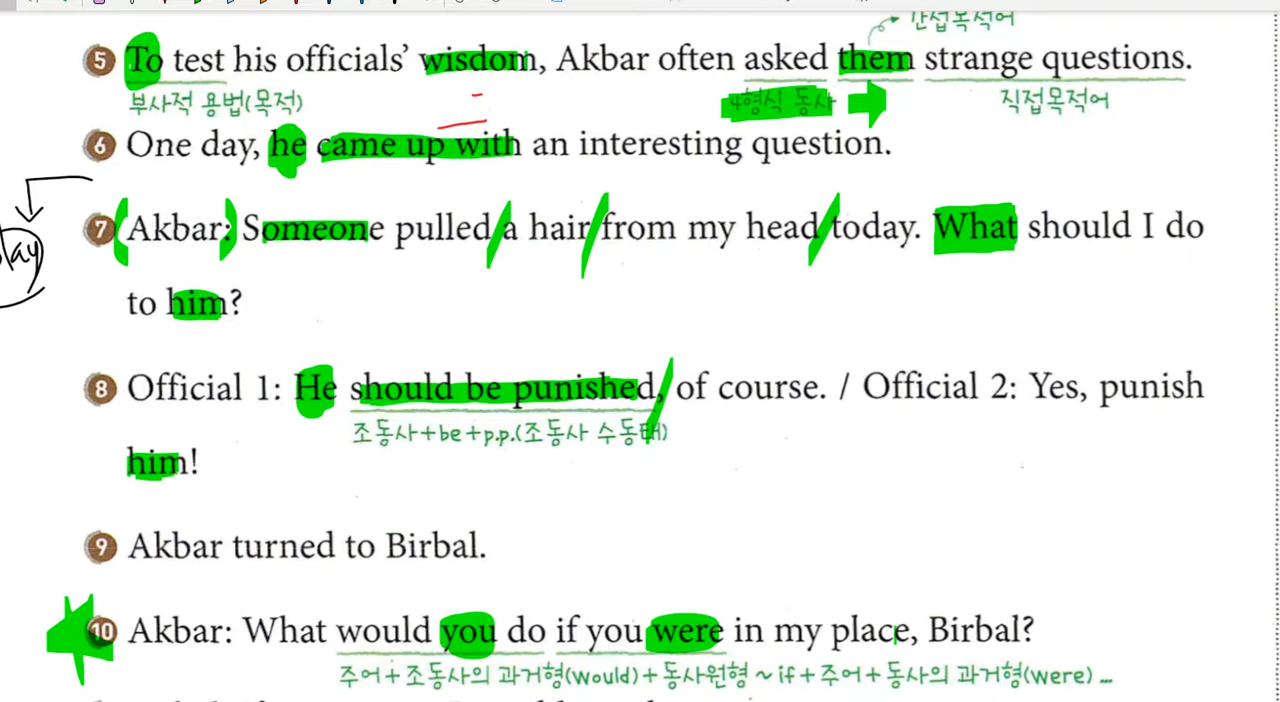 간접목적어
5 To test his officials’ wisdom, Akbar often asked them strange questions.
부사적 용법(목적) 4형식 동사 직접목적어
6 One day, he came up with an interesting question.
7 (Akbar:) Someone pulled / a hair / from my head / today. What should I do
to him?
8 Official 1: He should be punished, / of course. / Official 2: Yes, punish
조동사+be+p.p.(조동사 수동태)
him!
9 Akbar turned to Birbal.
10 Akbar: What would you do if you were in my place, Birbal?
주어+조동사의 과거형(would)+동사원형 ~ if+주어+동사의 과거형(were) ...